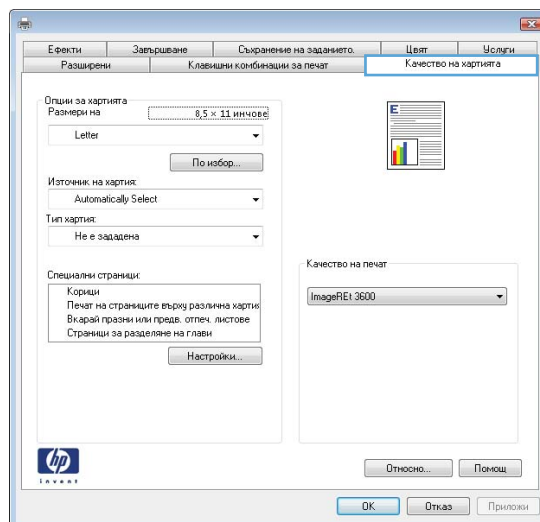 Ефекти Завършване Съхранение на заданието. Цвят Услуги
Разширени Клавишни комбинации за печат Качество на хартията
Опции за хартията
Размери на 8,5 × 11 инчове
Letter
По избор...
Източник на хартия:
Automatically Select
Тип хартия:
Не е зададена
Специални страници:
Корици
Печат на страниците върху различна хартия
Вкарай празни или предв. отпеч. листове
Страници за разделяне на глави
Настройки...
E
Качество на печат
ImageREt 3600
hp
invent
Относно... Помощ
OK Отказ Приложи